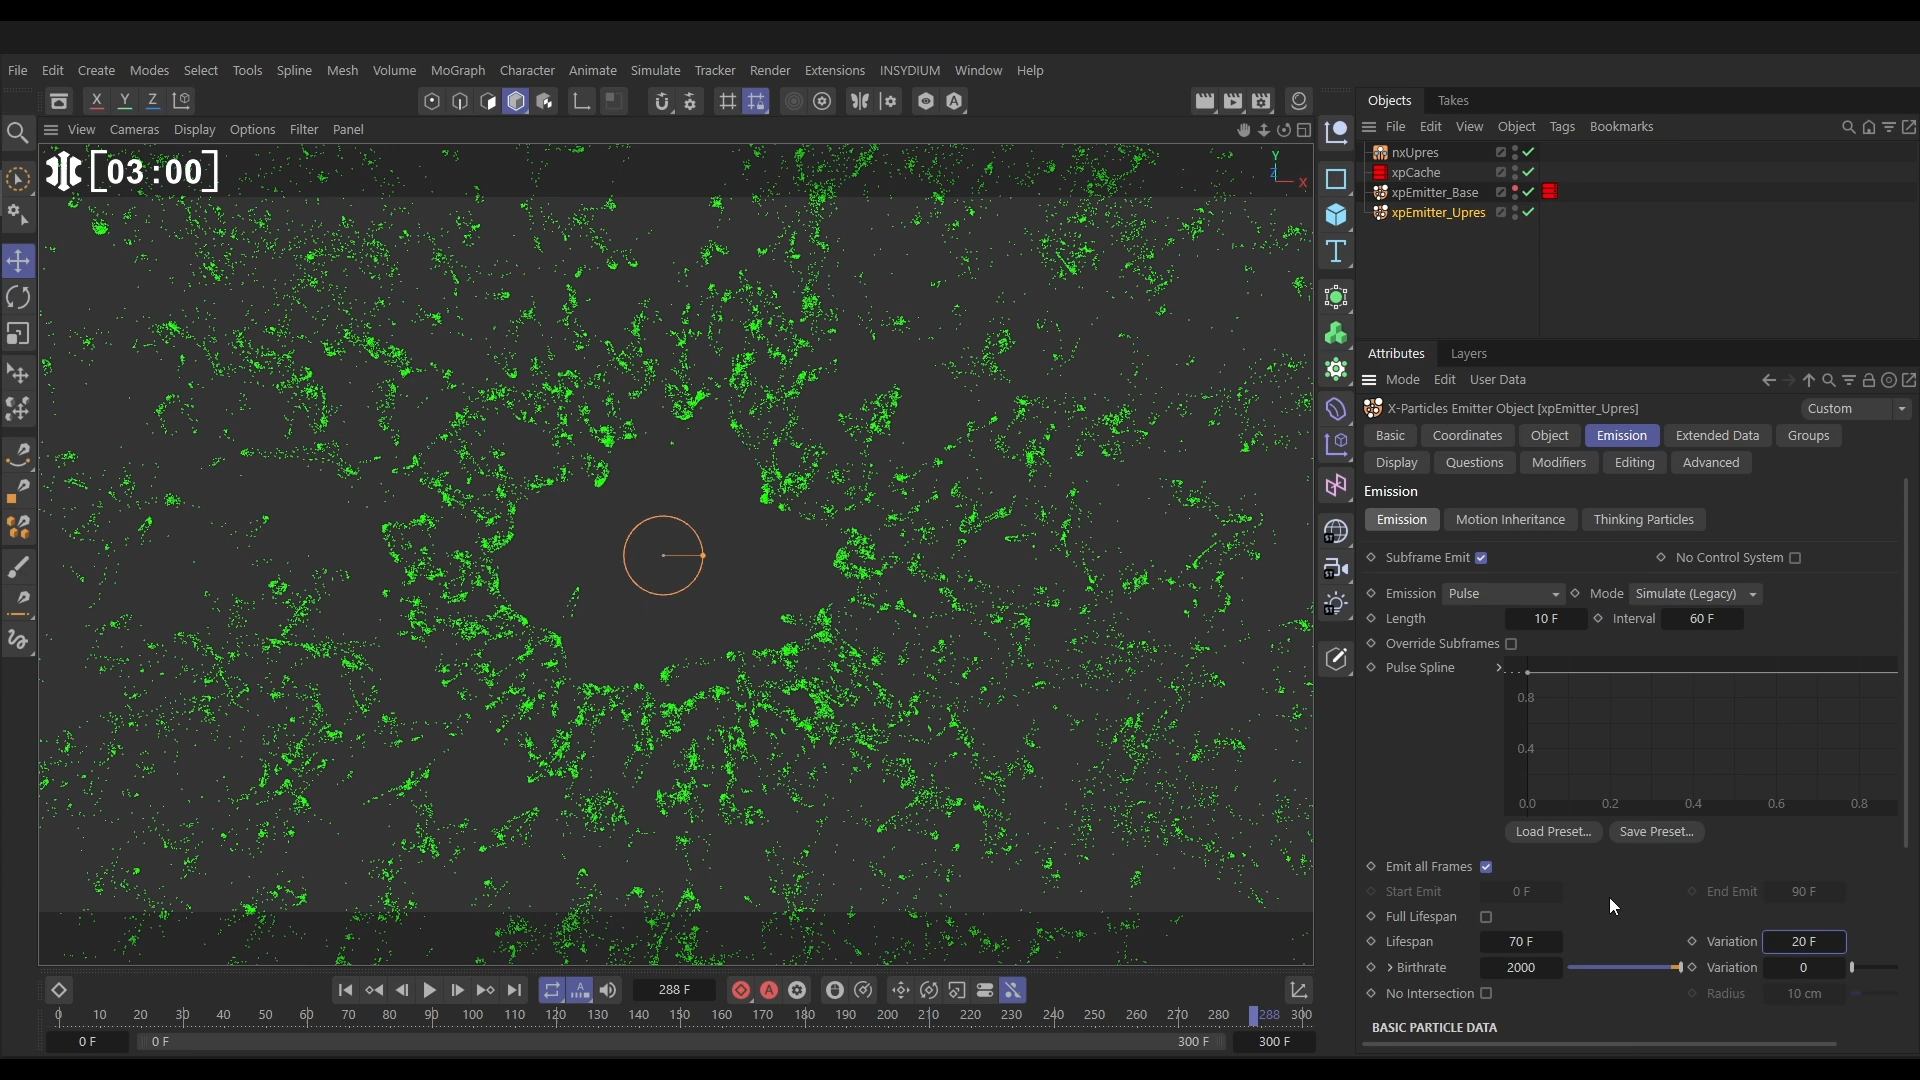 File Edit Create Modes Select Tools Spline Mesh Volume MoGraph Character Animate Simulate Tracker Render Extensions INSYDIUM Window Help
X Y Z
View Cameras Display Options Filter Panel
[03:00]
Y
Z
X
Objects Takes
File Edit View Object Tags Bookmarks
nxUpres
xpCache
xpEmitter_Base
xpEmitter_Upres
Attributes Layers
Mode Edit User Data
X-Particles Emitter Object [xpEmitter_Upres] Custom
Basic Coordinates Object Emission Extended Data Groups
Display Questions Modifiers Editing Advanced
Emission
Emission Motion Inheritance Thinking Particles
Subframe Emit No Control System
Emission Pulse Mode Simulate (Legacy)
Length 10 F Interval 60 F
Override Subframes
Pulse Spline
0.8
0.4
0.0 0.2 0.4 0.6 0.8
Load Preset... Save Preset...
Emit all Frames
Start Emit 0 F End Emit 90 F
Full Lifespan
Lifespan 70 F Variation 20 F
Birthrate 2000 Variation 0
No Intersection Radius 10 cm
BASIC PARTICLE DATA
288 F
0 10 20 30 40 50 60 70 80 90 100 110 120 130 140 150 160 170 180 190 200 210 220 230 240 250 260 270 280 288 300
0 F 0 F 300 F 300 F